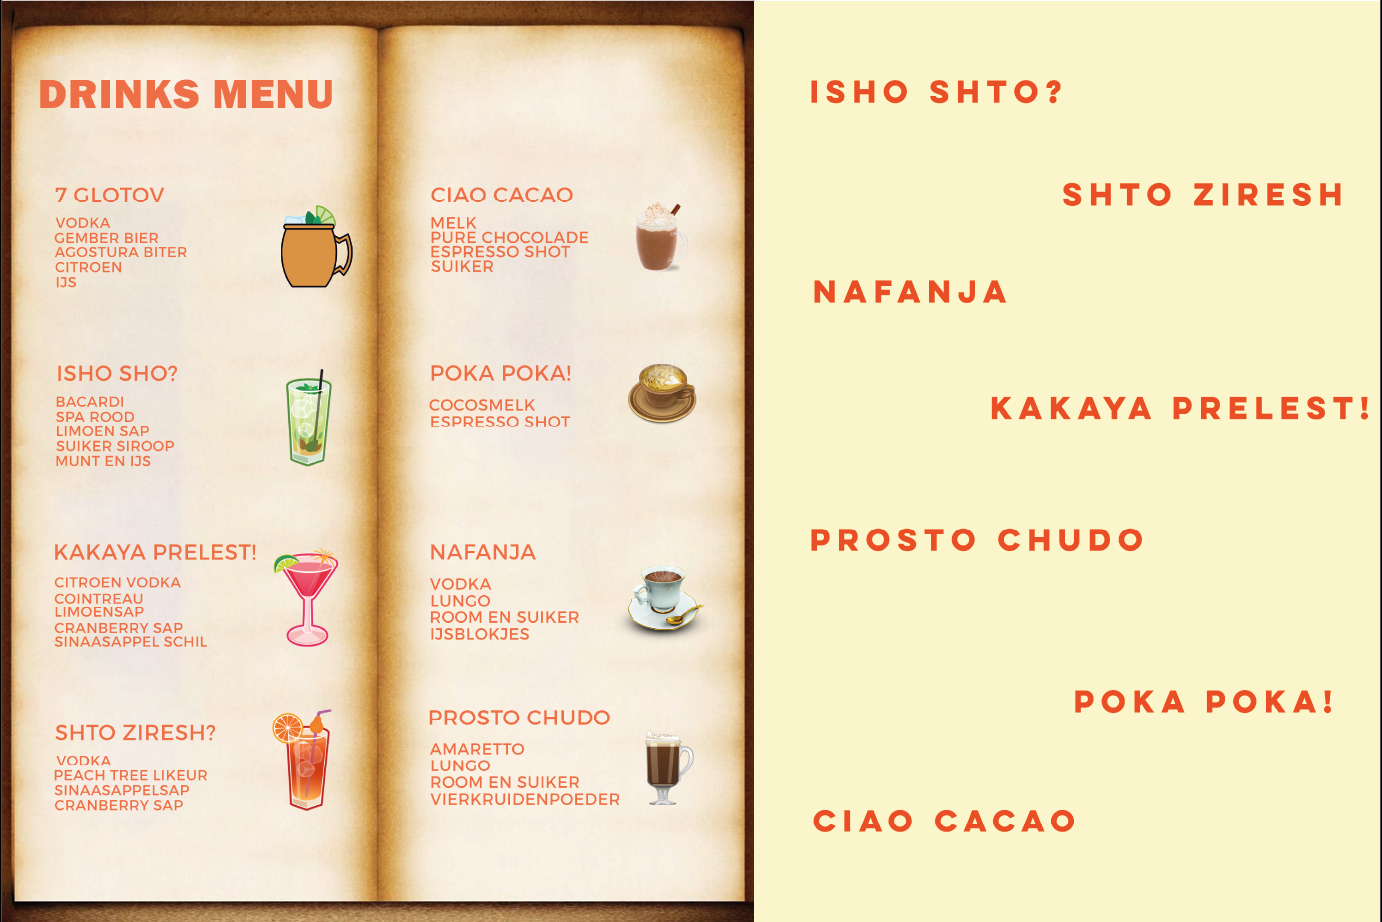 DRINKS MENU
7 GLOTOV
VODKA
GEMBER BIER
AGOSTURA BITER
CITROEN
IJS
ISHO SHO?
BACARDI
SPA ROOD
LIMOEN SAP
SUIKER SIROOP
MUNT EN IJS
KAKAYA PRELEST!
CITROEN VODKA
COINTREAU
LIMOENSAP
CRANBERRY SAP
SINAASAPPEL SCHIL
SHTO ZIRESH?
VODKA
PEACH TREE LIKEUR
SINAASAPPELSAP
CRANBERRY SAP
CIAO CACAO
MELK
PURE CHOCOLADE
ESPRESSO SHOT
SUIKER
POKA POKA!
COCOSMELK
ESPRESSO SHOT
NAFANJA
VODKA
LUNGO
ROOM EN SUIKER
IJSBLOKJES
PROSTO CHUDO
AMARETTO
LUNGO
ROOM EN SUIKER
VIERKRUIDENPOEDER
ISHO SHTO?
SHTO ZIRESH
NAFANJA
KAKAYA PRELEST!
PROSTO CHUDO
POKA POKA!
CIAO CACAO